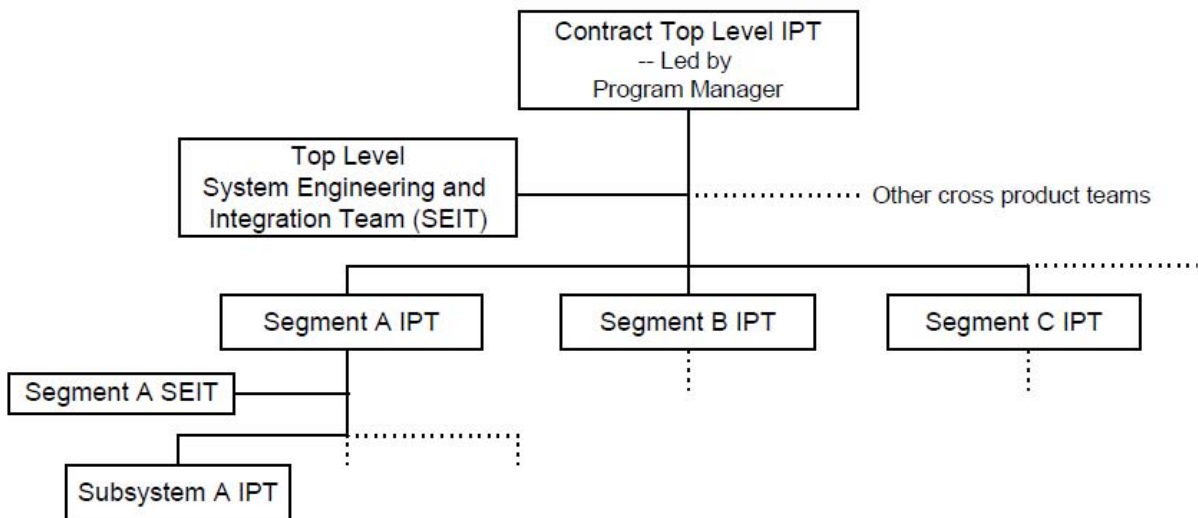 Contract Top Level IPT
-- Led by
Program Manager
Top Level
System Engineering and
Integration Team (SEIT)
Other cross product teams
Segment A IPT
Segment B IPT
Segment C IPT
Segment A SEIT
Subsystem A IPT